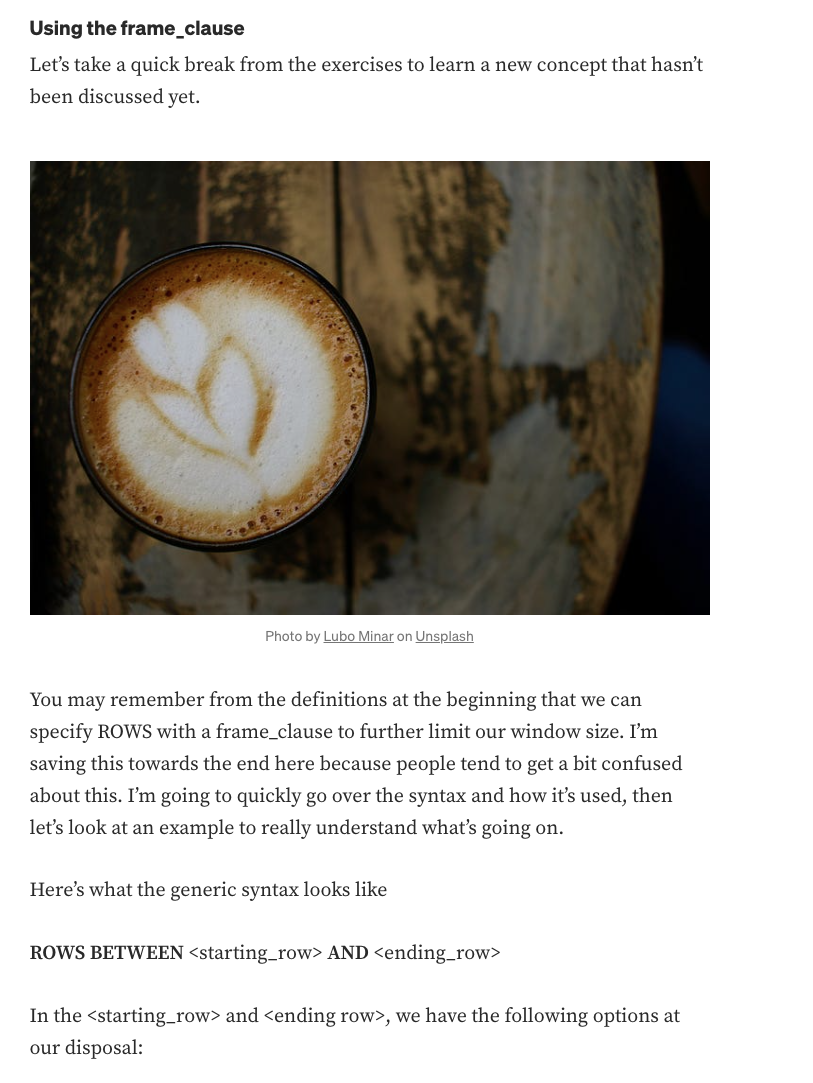 Using the frame_clause
Let’s take a quick break from the exercises to learn a new concept that hasn’t
been discussed yet.
Photo by Lubo Minar on Unsplash
You may remember from the definitions at the beginning that we can
specify ROWS with a frame_clause to further limit our window size. I’m
saving this towards the end here because people tend to get a bit confused
about this. I’m going to quickly go over the syntax and how it’s used, then
let’s look at an example to really understand what’s going on.
Here’s what the generic syntax looks like
ROWS BETWEEN <starting_row> AND <ending_row>
In the <starting_row> and <ending row>, we have the following options at
our disposal: